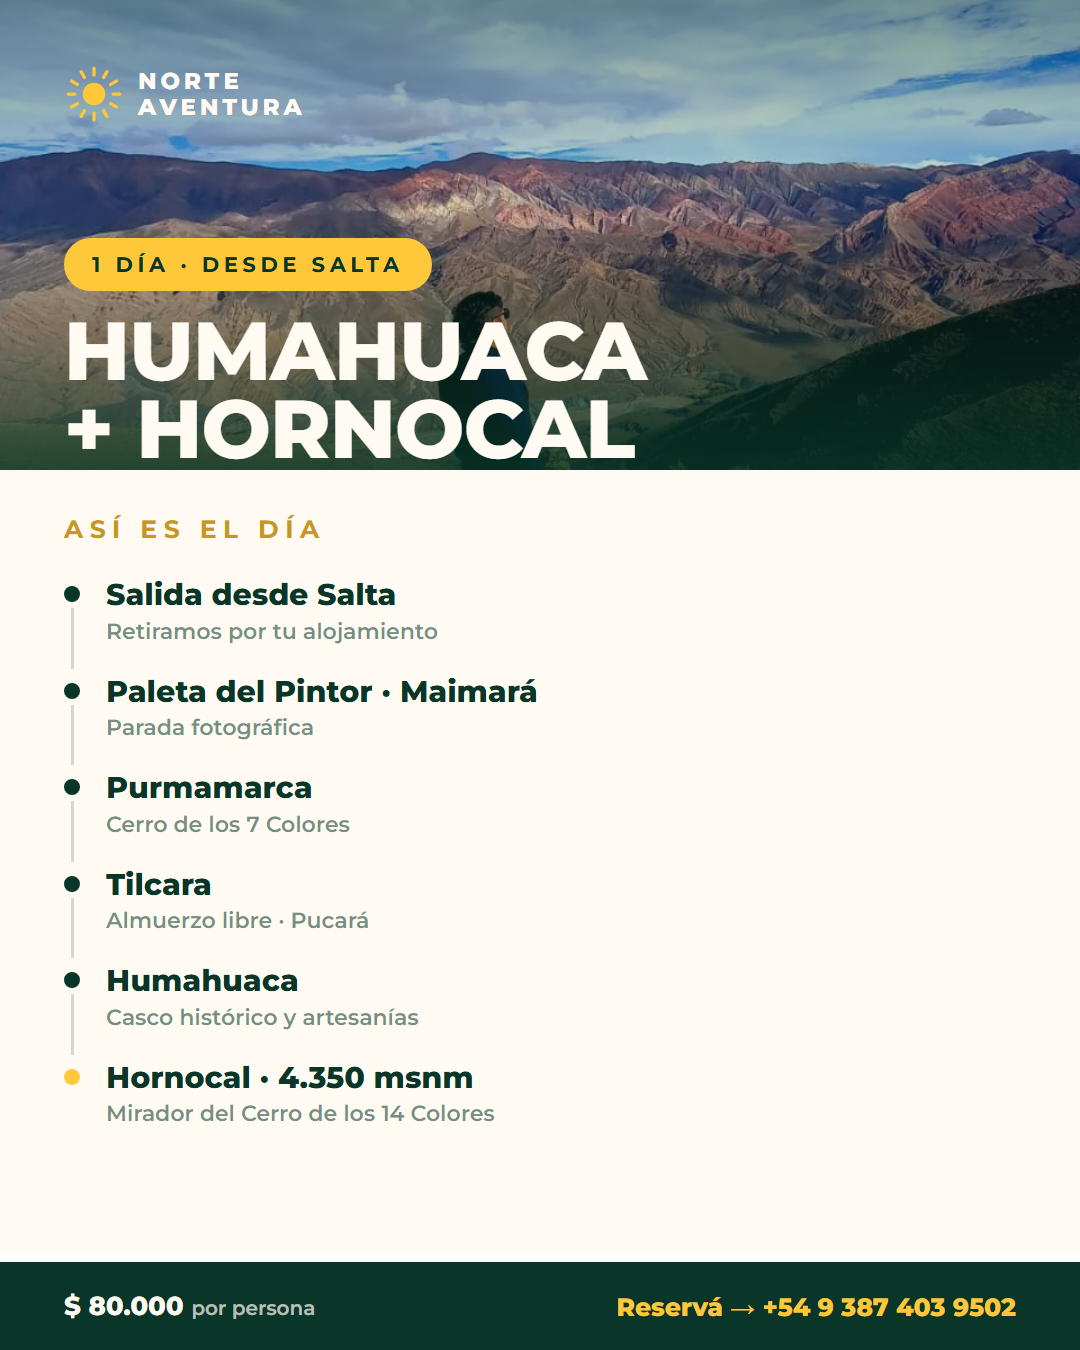 NORTE
AVENTURA
1 DÍA · DESDE SALTA
HUMAHUACA
+ HORNOCAL
ASÍ ES EL DÍA
Salida desde Salta
Retiramos por tu alojamiento
Paleta del Pintor · Maimará
Parada fotográfica
Purmamarca
Cerro de los 7 Colores
Tilcara
Almuerzo libre · Pucará
Humahuaca
Casco histórico y artesanías
Hornocal · 4.350 msnm
Mirador del Cerro de los 14 Colores
$ 80.000 por persona
Reservá → +54 9 387 403 9502